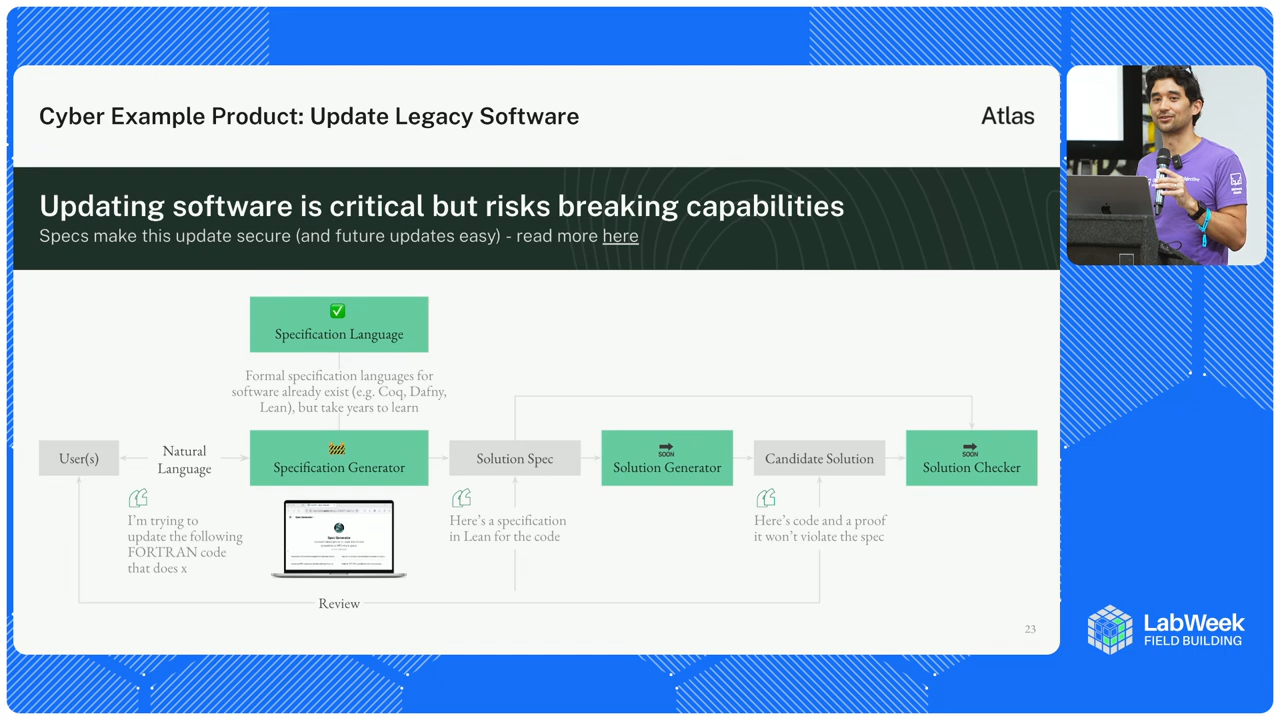 Cyber Example Product: Update Legacy Software
Atlas
Updating software is critical but risks breaking capabilities
Specs make this update secure (and future updates easy) - read more here
Specification Language
Formal specification languages for
software already exist (e.g. Coq, Dafny,
Lean), but take years to learn
User(s)
Natural
Language
Specification Generator
Solution Spec
SOON
Solution Generator
Candidate Solution
SOON
Solution Checker
I'm trying to
update the following
FORTRAN code
that does x
Here's a specification
in Lean for the code
Here's code and a proof
it won't violate the spec
Review
23
LabWeek
FIELD BUILDING